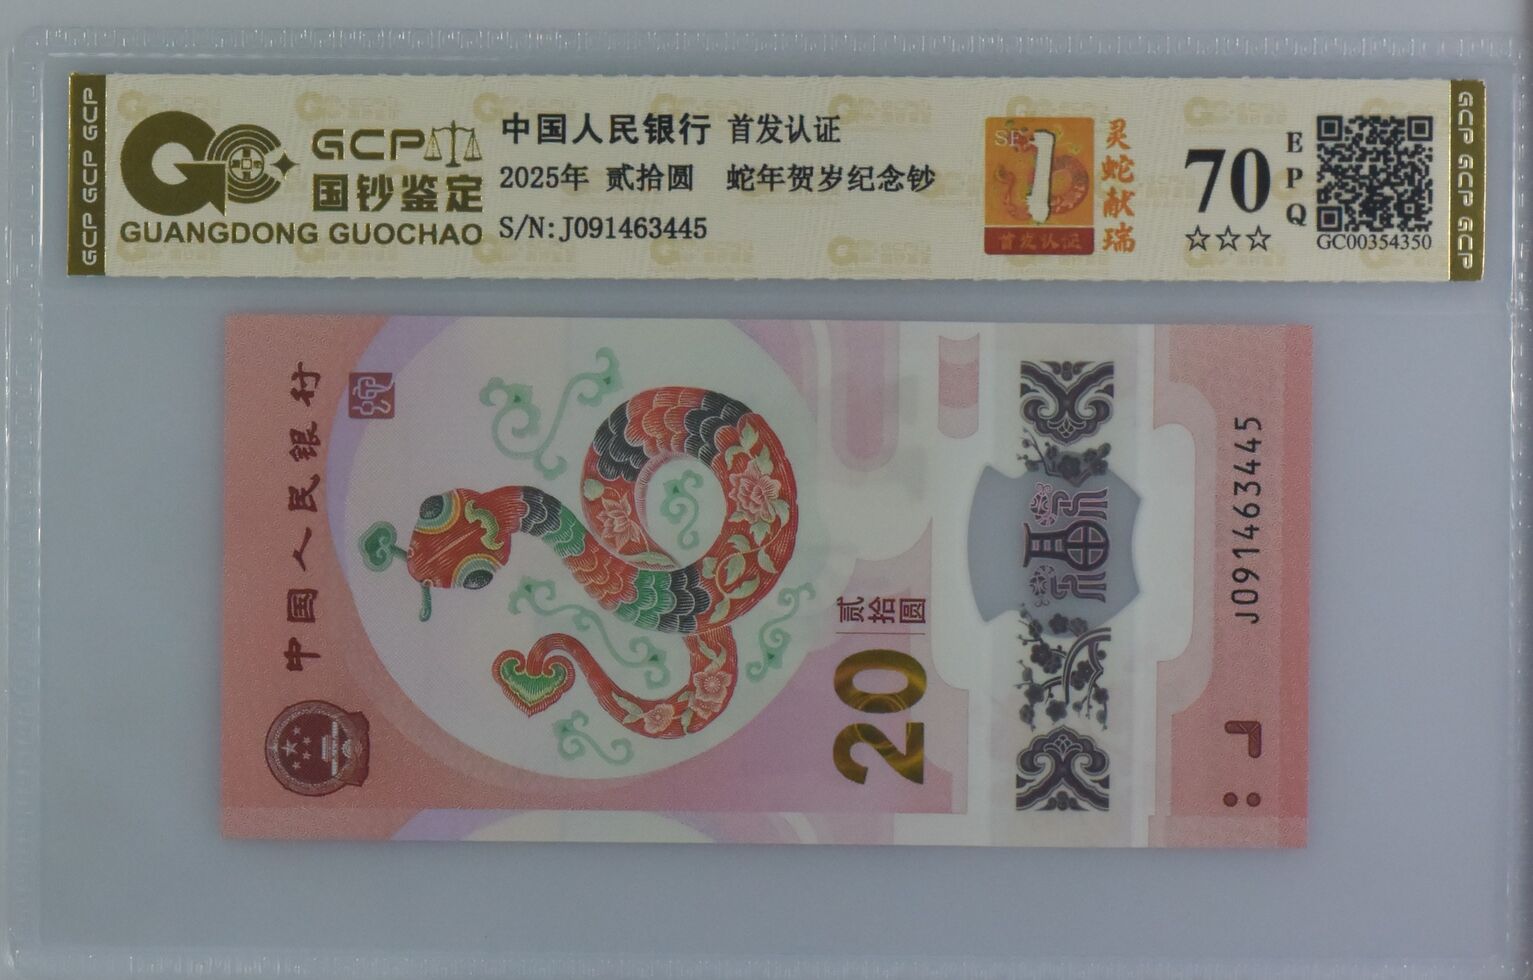 GCP GCP GCP
GCP
国钞鉴定
GUANGDONG GUOCHAO
中国人民银行 首发认证
2025年 贰拾圆 蛇年贺岁纪念钞
S/N:J091463445
1
首发认证
灵蛇献瑞
70
EPQ
GC00354350
GCP GCP GCP
中国人民银行
贰拾圆
20
J091463445